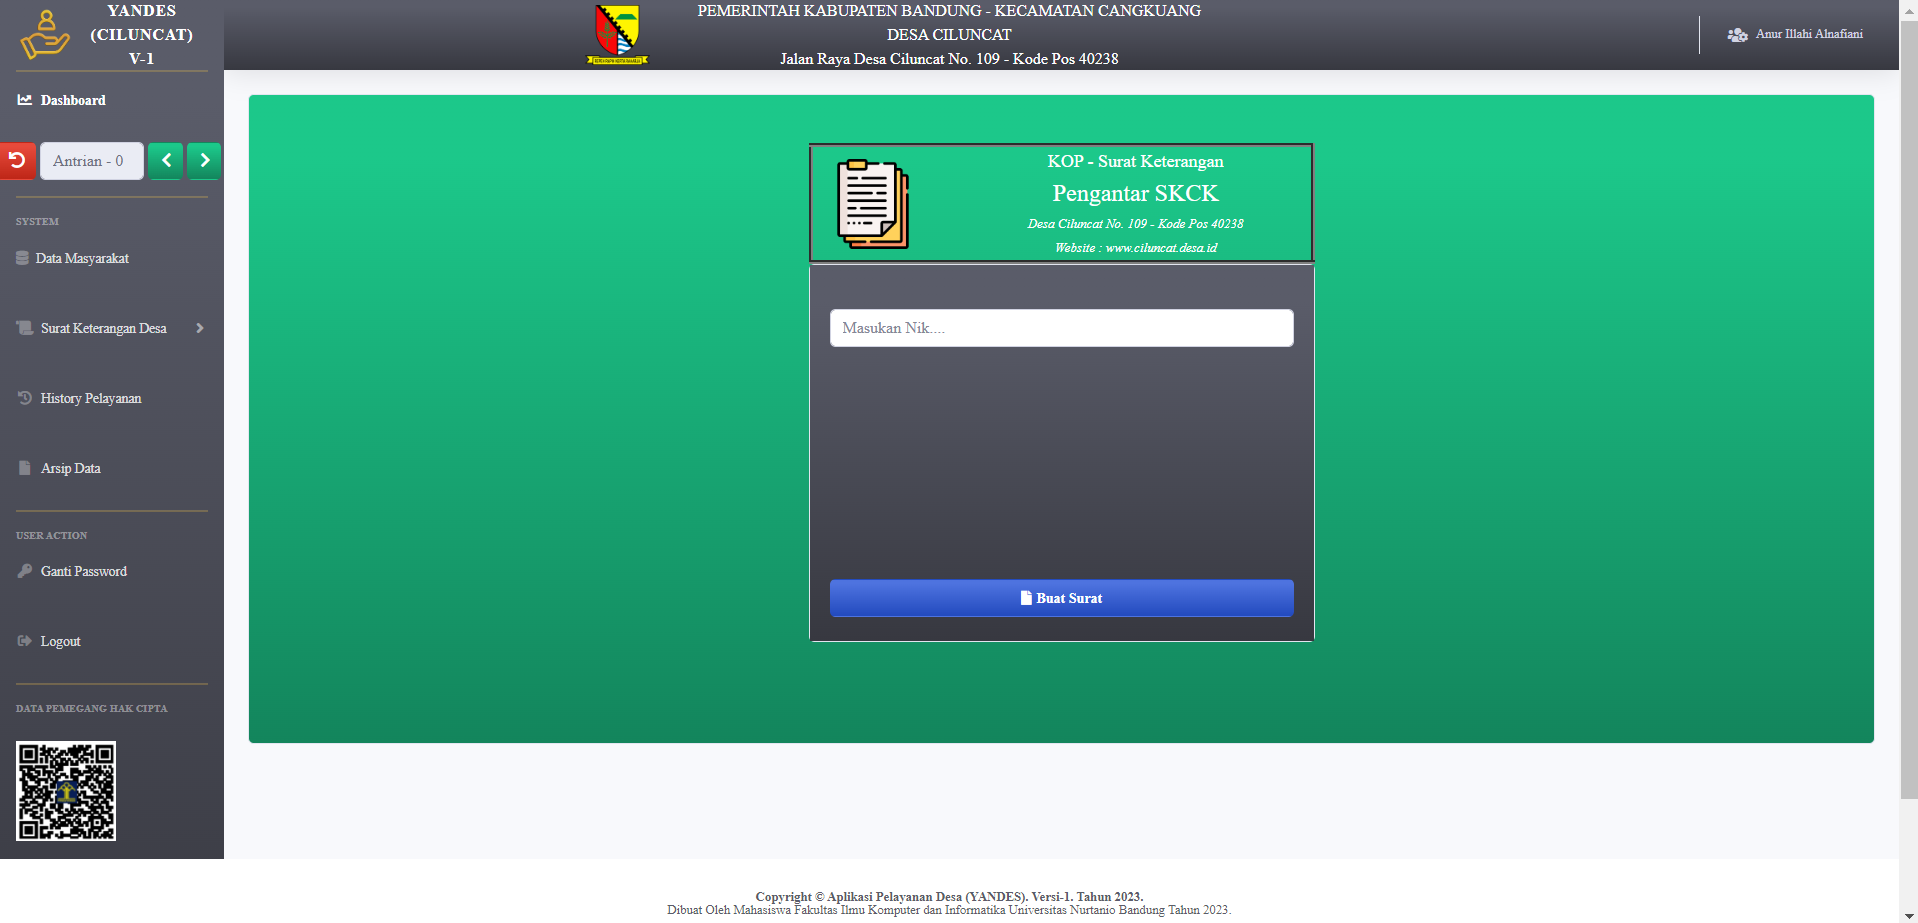 YANDES
(CILUNCAT)
V-1
PEMERINTAH KABUPATEN BANDUNG - KECAMATAN CANGKUANG
DESA CILUNCAT
Jalan Raya Desa Ciluncat No. 109 - Kode Pos 40238
Anur Illahi Alnafiani
Dashboard
Antrian - 0
SYSTEM
Data Masyarakat
Surat Keterangan Desa
History Pelayanan
Arsip Data
USER ACTION
Ganti Password
Logout
DATA PEMEGANG HAK CIPTA
KOP - Surat Keterangan
Pengantar SKCK
Desa Ciluncat No. 109 - Kode Pos 40238
Website : www.ciluncat.desa.id
Masukan Nik....
Buat Surat
Copyright © Aplikasi Pelayanan Desa (YANDES). Versi-1. Tahun 2023.
Dibuat Oleh Mahasiswa Fakultas Ilmu Komputer dan Informatika Universitas Nurtanio Bandung Tahun 2023.